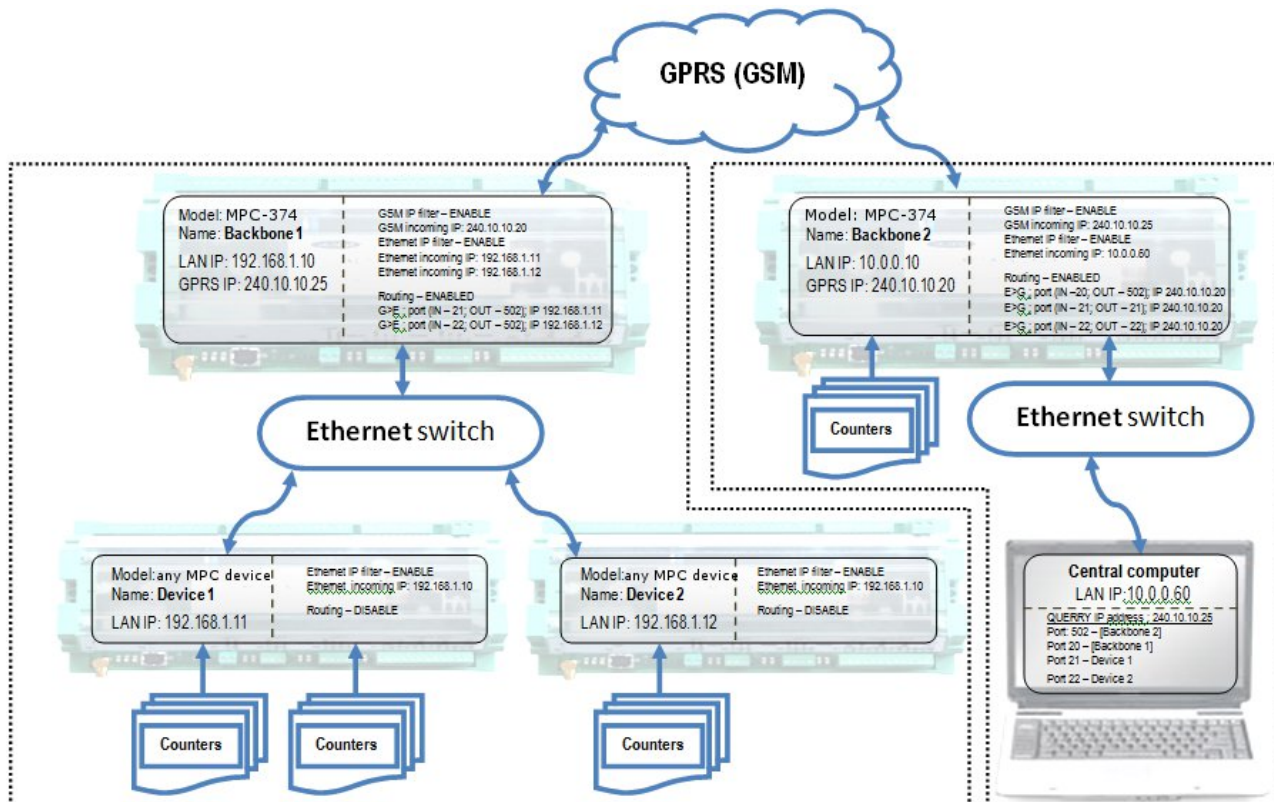 GPRS (GSM)
Model: MPC-374
Name: Backbone1
LAN IP: 192.168.1.10
GPRS IP: 240.10.10.25
GSM IP filter – ENABLE
GSM incoming IP: 240.10.10.20
Ethernet IP filter – ENABLE
Ethernet incoming IP: 192.168.1.11
Ethernet incoming IP: 192.168.1.12
Routing – ENABLED
G>E : port (IN – 21; OUT – 502); IP 192.168.1.11
G>E : port (IN – 22; OUT – 502); IP 192.168.1.12
Model: MPC-374
Name: Backbone2
LAN IP: 10.0.0.10
GPRS IP: 240.10.10.20
GSM IP filter – ENABLE
GSM incoming IP: 240.10.10.25
Ethernet IP filter – ENABLE
Ethernet incoming IP: 10.0.0.60
Routing – ENABLED
E>G : port (IN –20; OUT – 502); IP 240.10.10.20
E>G : port (IN – 21; OUT – 21); IP 240.10.10.20
E>G : port (IN – 22; OUT – 22); IP 240.10.10.20
Ethernet switch
Counters
Ethernet switch
Model:any MPC device
Name: Device1
LAN IP: 192.168.1.11
Ethernet IP filter – ENABLE
Ethernet incoming IP: 192.168.1.10
Routing – DISABLE
Model:any MPC device
Name: Device2
LAN IP: 192.168.1.12
Ethernet IP filter – ENABLE
Ethernet incoming IP: 192.168.1.10
Routing – DISABLE
Central computer
LAN IP:10.0.0.60
QUERRY IP address : 240.10.10.25
Port: 502 – [Backbone 2]
Port 20 – [Backbone 1]
Port 21 – Device 1
Port 22 – Device 2
Counters
Counters
Counters